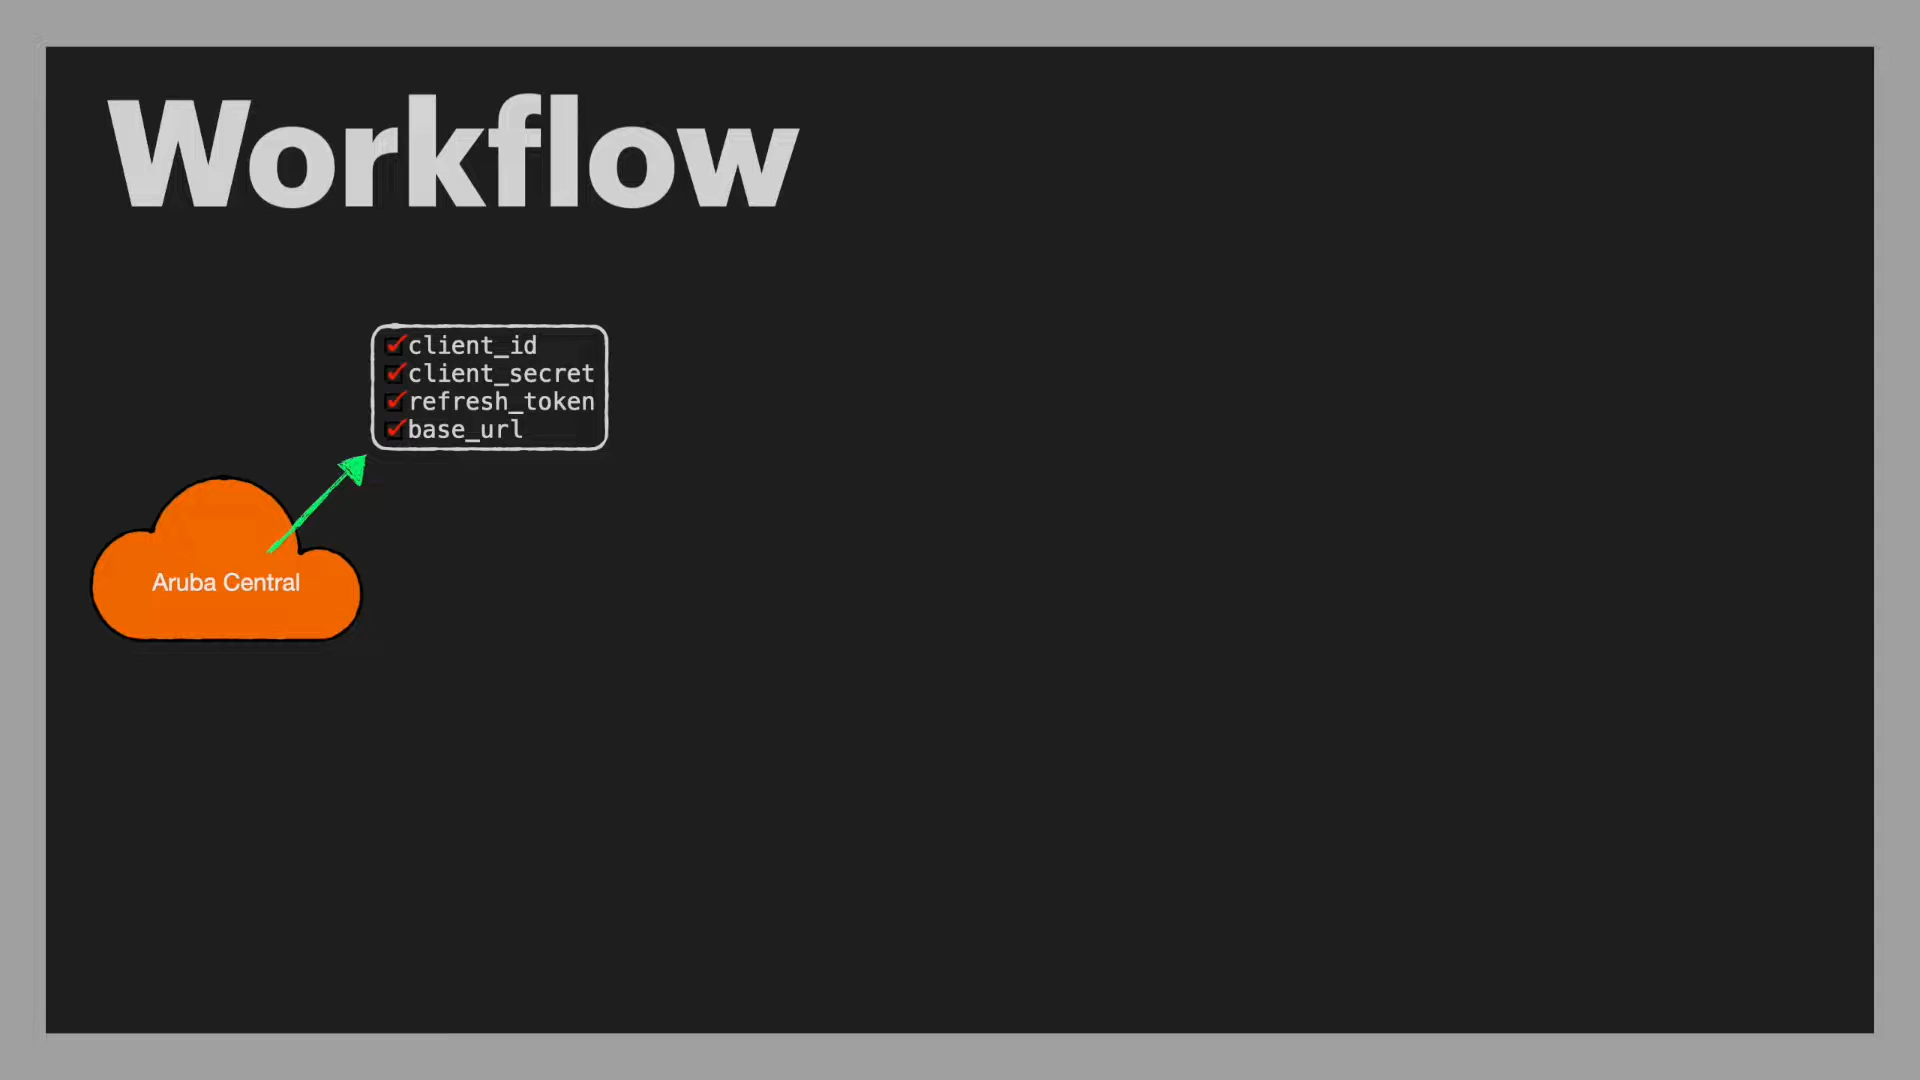 Workflow
client_id
client_secret
refresh_token
base_url
Aruba Central